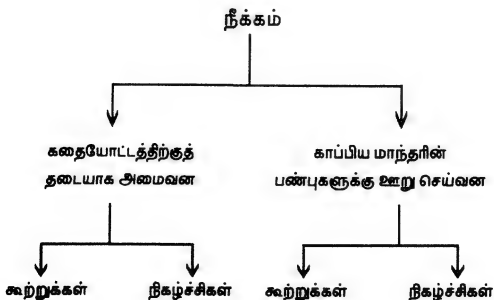 நீக்கம்
கதையோட்டத்திற்குத்
தடையாக அமைவன
காப்பிய மாந்தரின்
பண்புகளுக்கு ஊறு செய்வன
கூற்றுக்கள் நிகழ்ச்சிகள் கூற்றுக்கள் நிகழ்ச்சிகள்